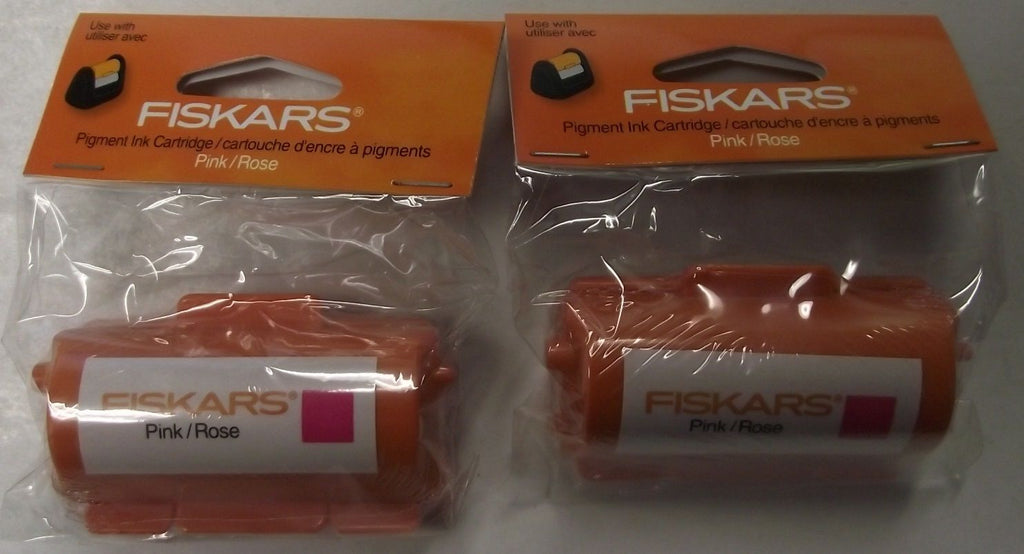 Use with
utiliser avec
FISKARS®
Pigment Ink Cartridge / cartouche d'encre à pigments
Pink / Rose
FISKARS®
Pink / Rose
Use with
utiliser avec
FISKARS®
Pigment Ink Cartridge / cartouche d'encre à pigments
Pink / Rose
FISKARS®
Pink / Rose